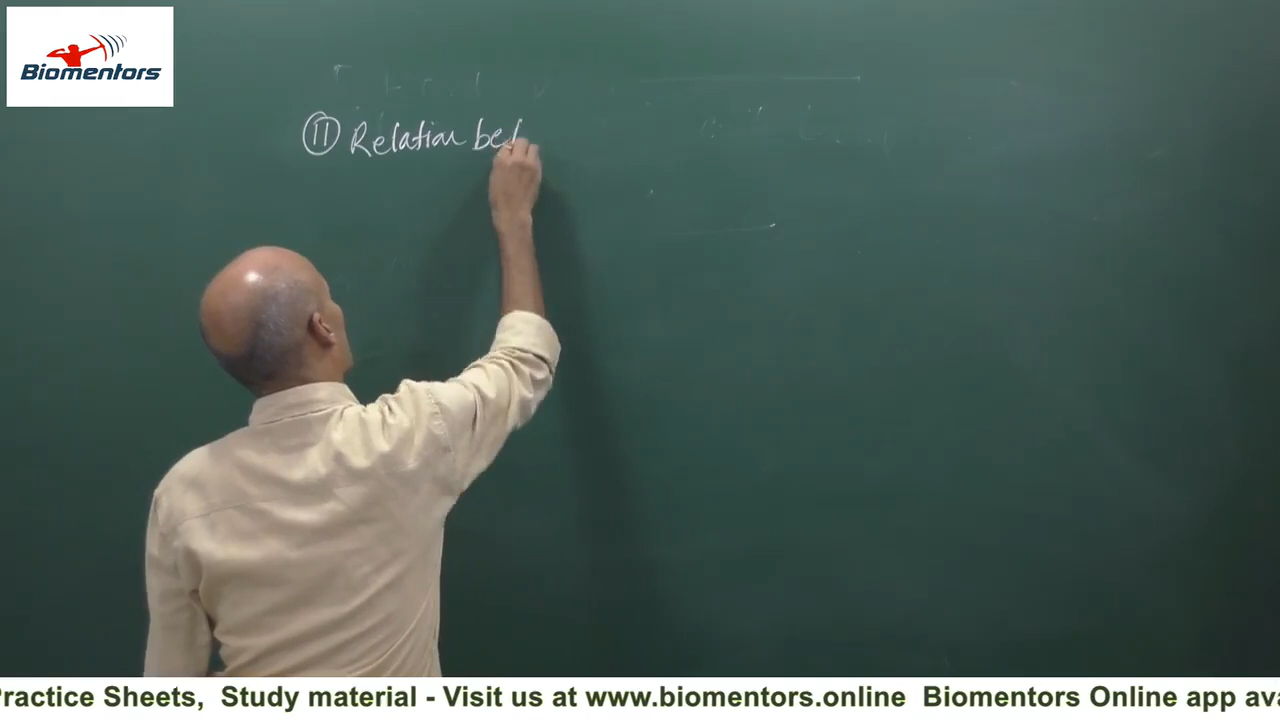 Biomentors
⑪ Relation bet
Practice Sheets, Study material - Visit us at www.biomentors.online Biomentors Online app ava